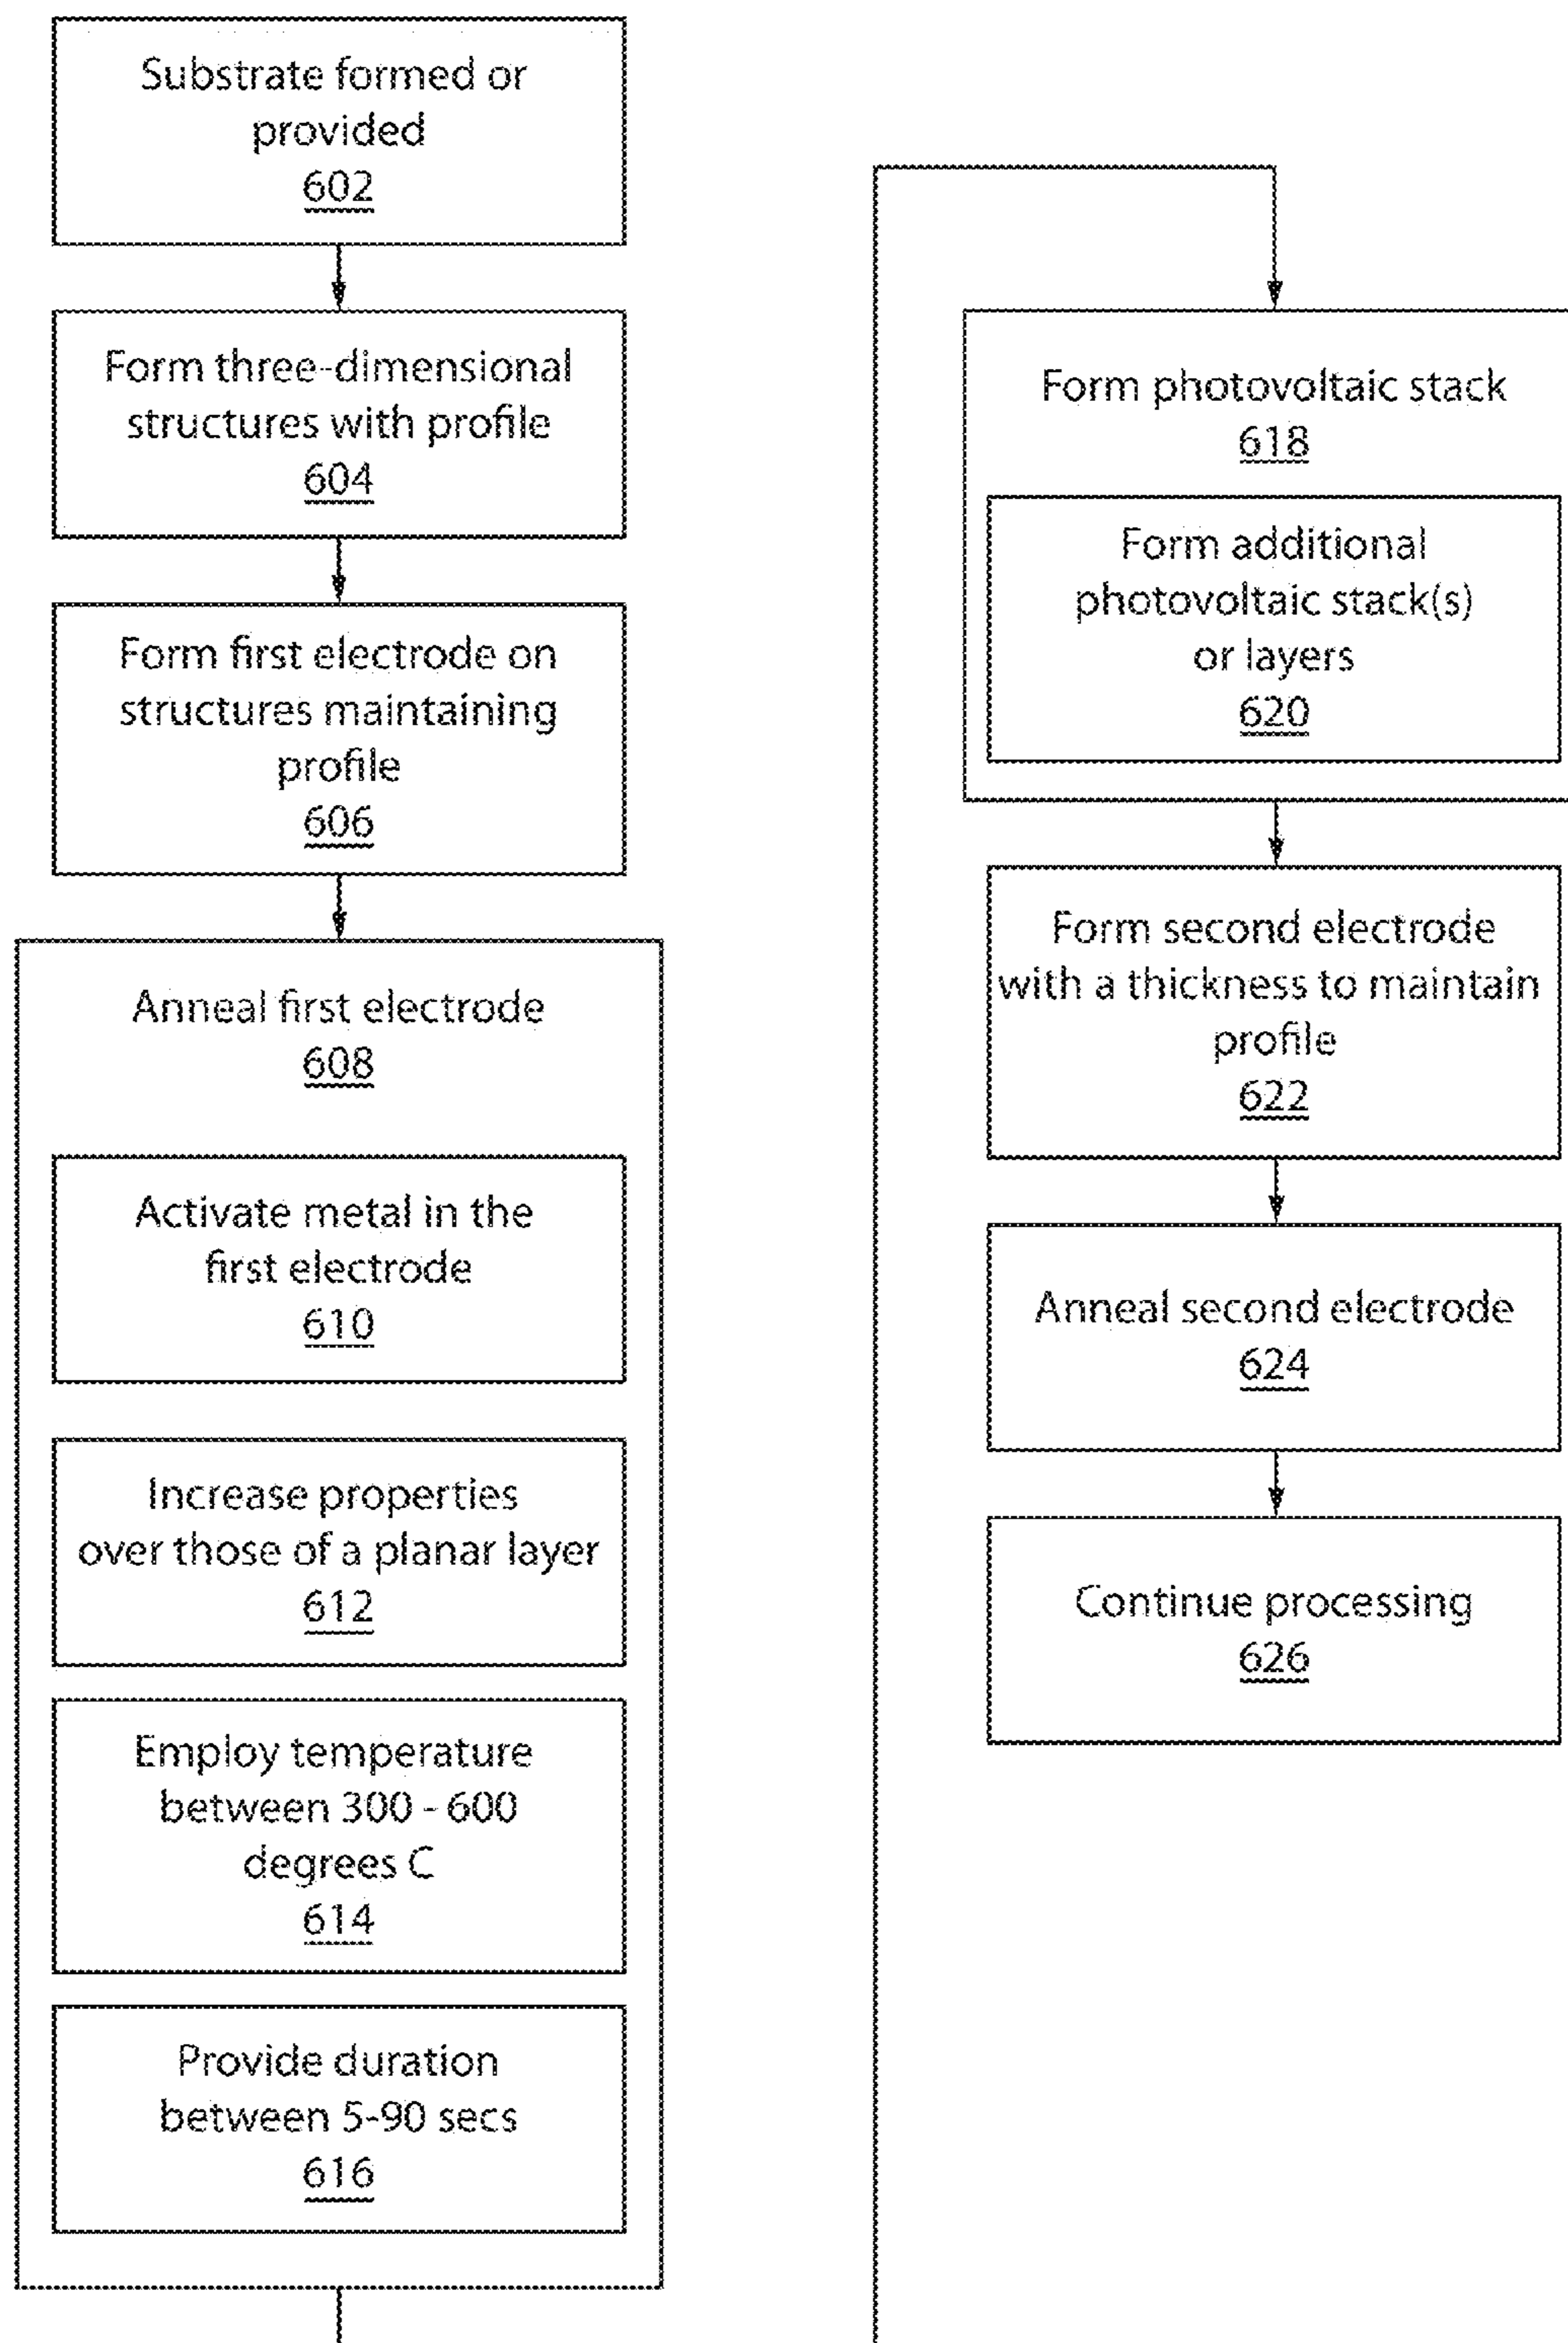 Substrate formed or
provided
602
Form three-dimensional
structures with profile
604
Form first electrode on
structures maintaining
profile
606
Anneal first electrode
608
Activate metal in the
first electrode
610
Increase properties
over those of a planar layer
612
Employ temperature
between 300 - 600
degrees C
614
Provide duration
between 5-90 secs
616
Form photovoltaic stack
618
Form additional
photovoltaic stack(s)
or layers
620
Form second electrode
with a thickness to maintain
profile
622
Anneal second electrode
624
Continue processing
626